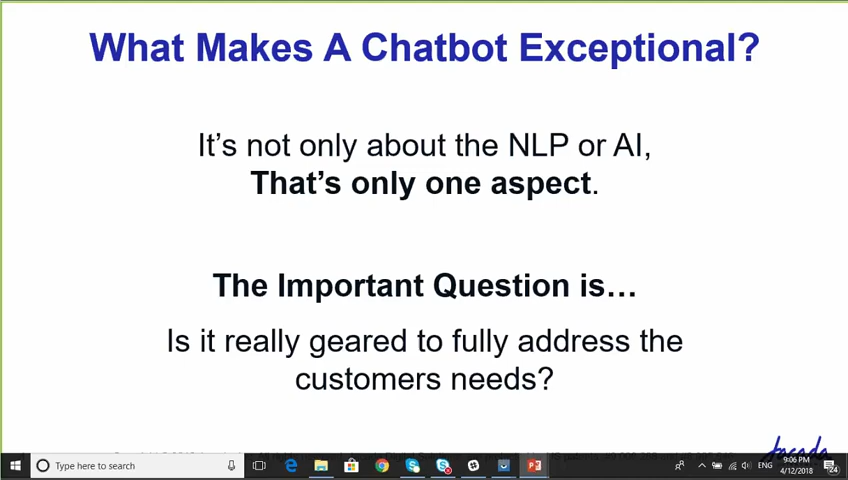 What Makes A Chatbot Exceptional?
It's not only about the NLP or AI,
That's only one aspect.
The Important Question is…
Is it really geared to fully address the
customers needs?
jacada
Type here to search
ENG
9:06 PM
4/12/2018
24